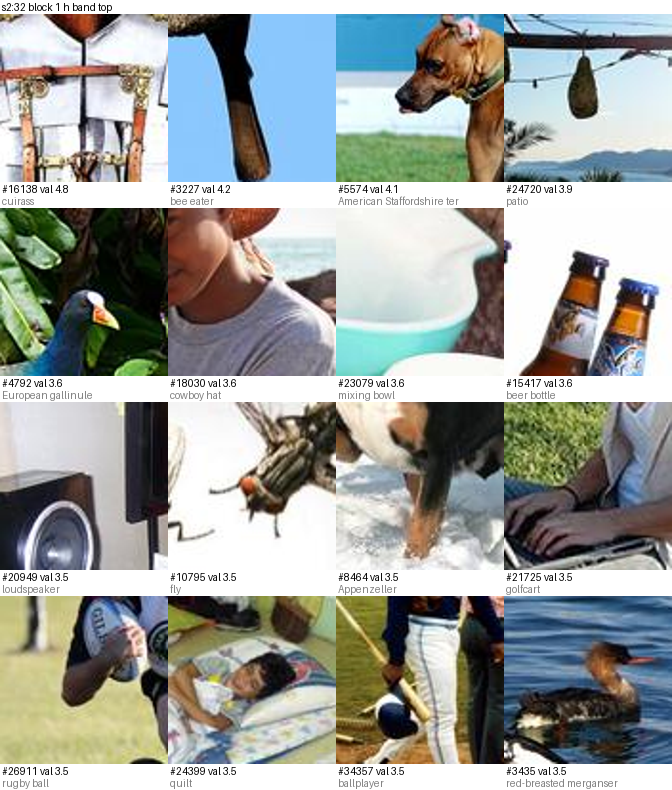 s2:32 block 1 h band top
#16138 val 4.8
cuirass
#3227 val 4.2
bee eater
#5574 val 4.1
American Staffordshire ter
#24720 val 3.9
patio
#4792 val 3.6
European gallinule
#18030 val 3.6
cowboy hat
#23079 val 3.6
mixing bowl
#15417 val 3.6
beer bottle
#20949 val 3.5
loudspeaker
#10795 val 3.5
fly
#8464 val 3.5
Appenzeller
#21725 val 3.5
golfcart
GIL
#26911 val 3.5
rugby ball
#24399 val 3.5
quilt
#34357 val 3.5
ballplayer
#3435 val 3.5
red-breasted merganser